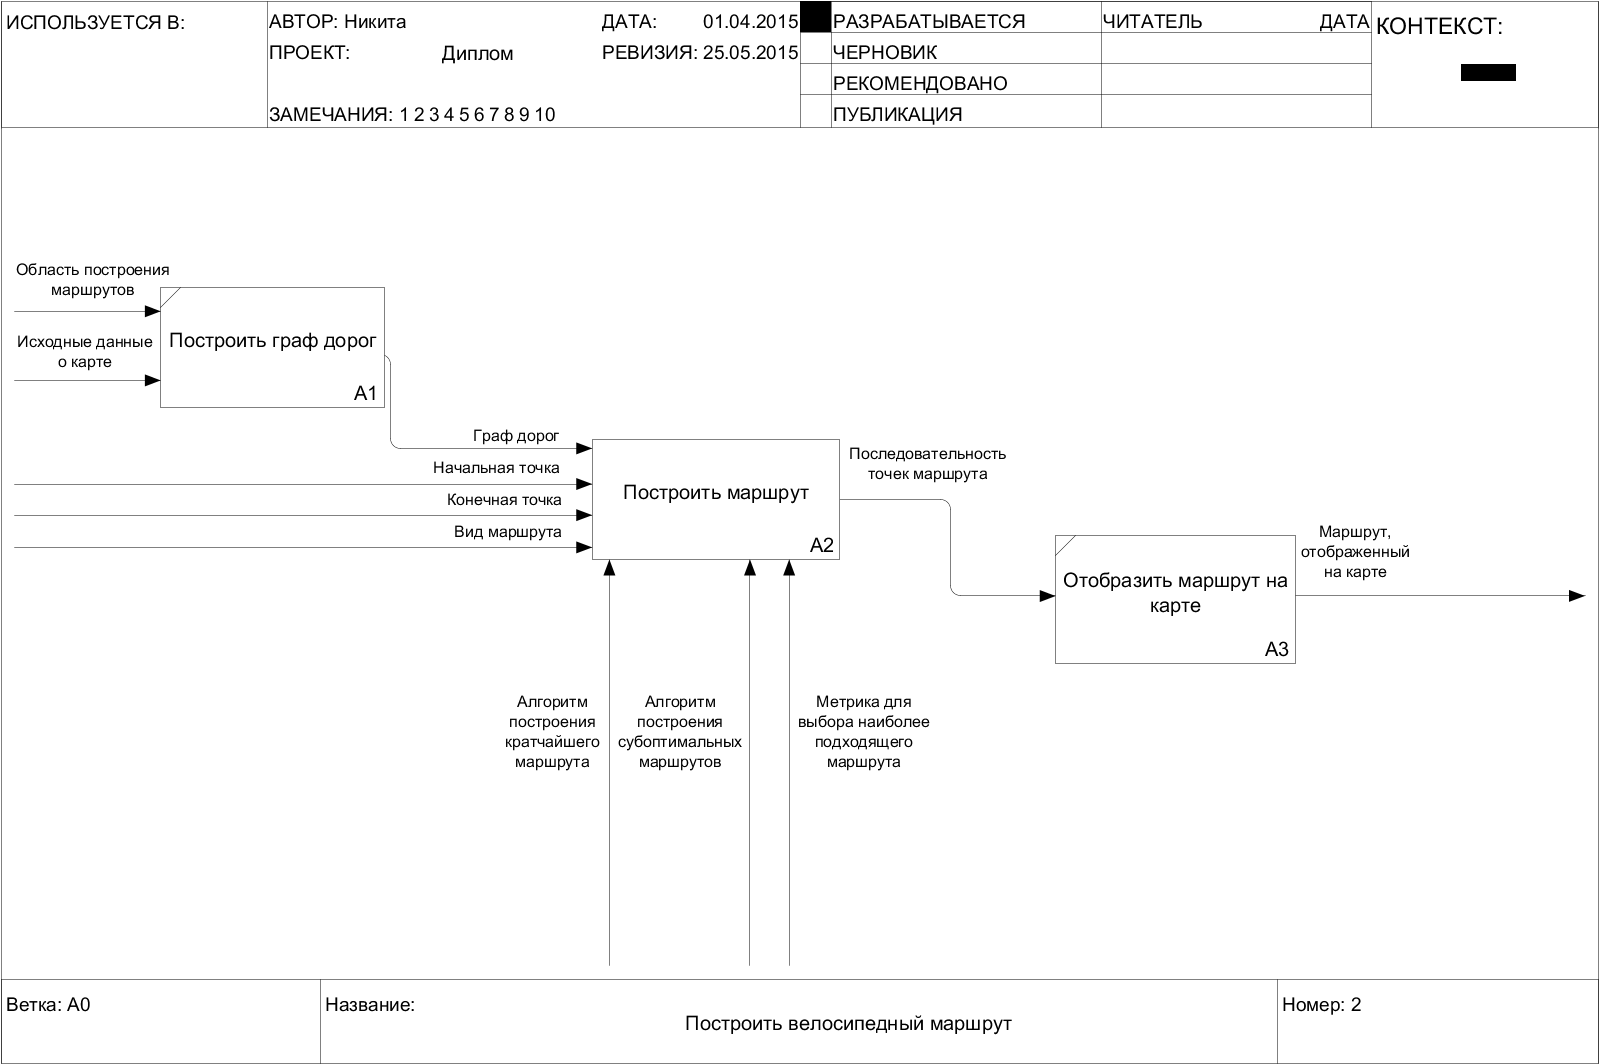 ИСПОЛЬЗУЕТСЯ В:
АВТОР: Никита
ДАТА: 01.04.2015
ПРОЕКТ: Диплом
РЕВИЗИЯ: 25.05.2015
ЗАМЕЧАНИЯ: 1 2 3 4 5 6 7 8 9 10
РАЗРАБАТЫВАЕТСЯ
ЧЕРНОВИК
РЕКОМЕНДОВАНО
ПУБЛИКАЦИЯ
ЧИТАТЕЛЬ
ДАТА
КОНТЕКСТ:
Область построения
маршрутов
Исходные данные
о карте
Построить граф дорог
A1
Граф дорог
Начальная точка
Конечная точка
Вид маршрута
Построить маршрут
A2
Последовательность
точек маршрута
Отобразить маршрут на
карте
A3
Маршрут,
отображенный
на карте
Алгоритм
построения
кратчайшего
маршрута
Алгоритм
построения
субоптимальных
маршрутов
Метрика для
выбора наиболее
подходящего
маршрута
Ветка: A0
Название:
Построить велосипедный маршрут
Номер: 2